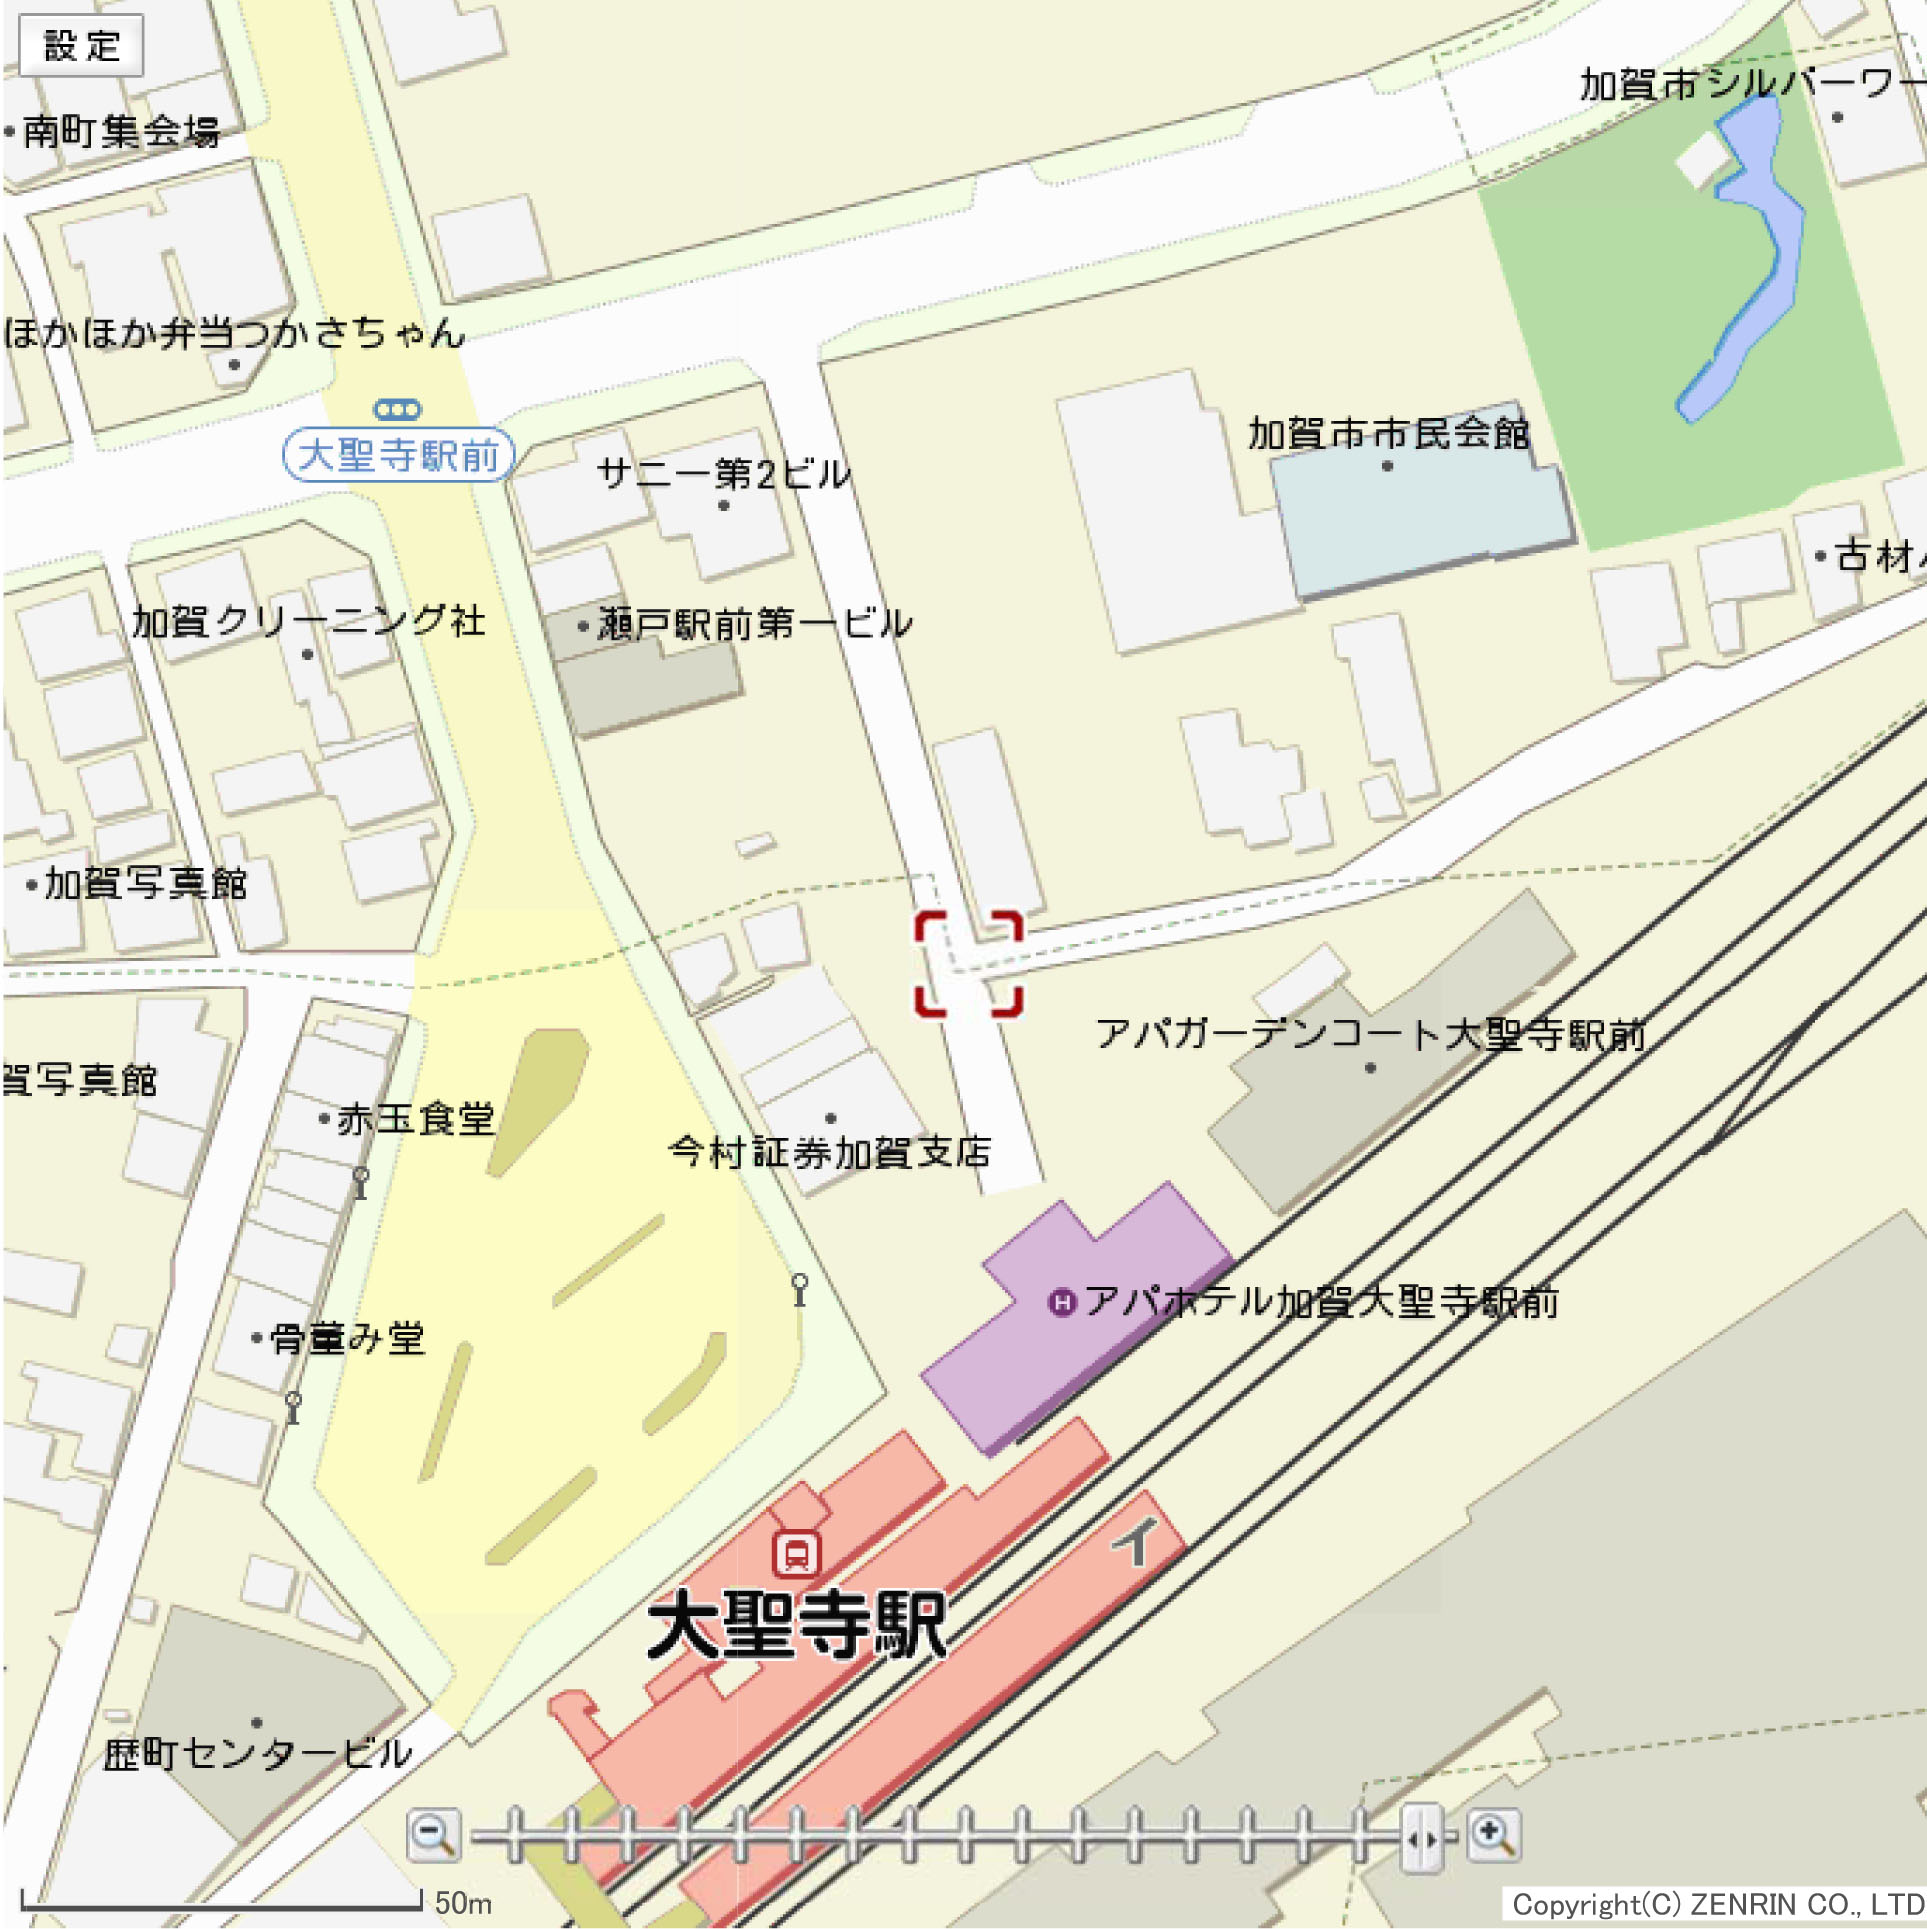 設定
加賀市シルバーワー
南町集会場
ほかほか弁当つかさちゃん
大聖寺駅前
加賀市市民会館
サニー第2ビル
古材
加賀クリーニング社
瀬戸駅前第一ビル
加賀写真館
アパガーデンコート大聖寺駅前
賀写真館
赤玉食堂
今村証券加賀支店
H
アパホテル加賀大聖寺駅前
骨董み堂
イ
大聖寺駅
歴町センタービル
50m
Copyright(C) ZENRIN CO., LTD